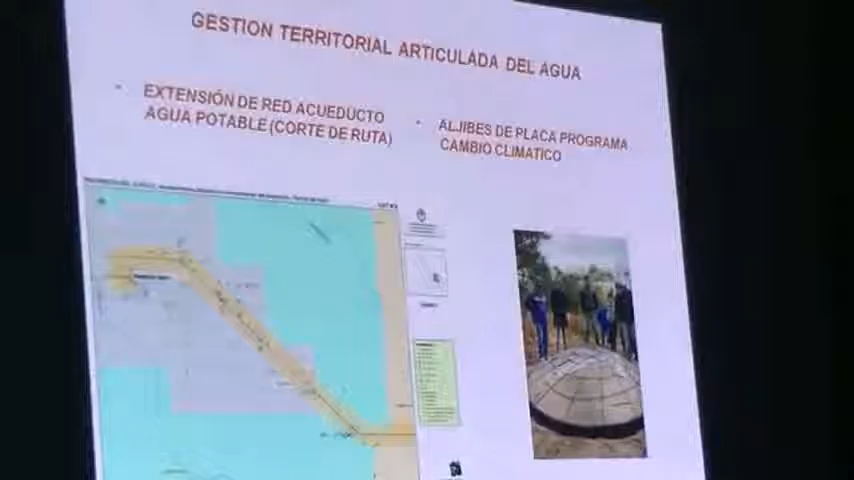 GESTION TERRITORIAL ARTICULADA DEL AGUA
• EXTENSIÓN DE RED ACUEDUCTO
AGUA POTABLE (CORTE DE RUTA)
• ALJIBES DE PLACA PROGRAMA
CAMBIO CLIMATICO